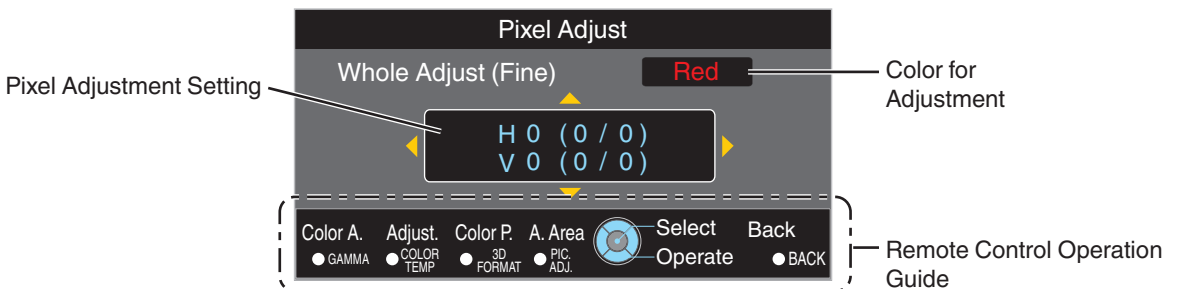 Pixel Adjust
Whole Adjust (Fine) Red
Pixel Adjustment Setting
Color for
Adjustment
H 0 (0 / 0)
V 0 (0 / 0)
Color A. Adjust. Color P. A. Area Select Back
GAMMA COLOR TEMP 3D FORMAT PIC. ADJ. Operate BACK
Remote Control Operation
Guide